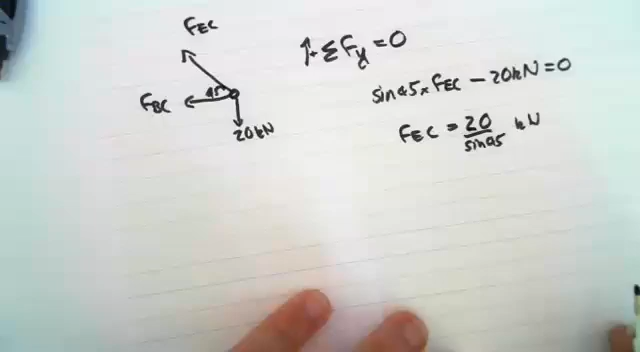 FEC
45
FBC
20kN
↑+ ΣFy = 0
sin45 × FEC − 20kN = 0
FEC = 20/sin45 kN